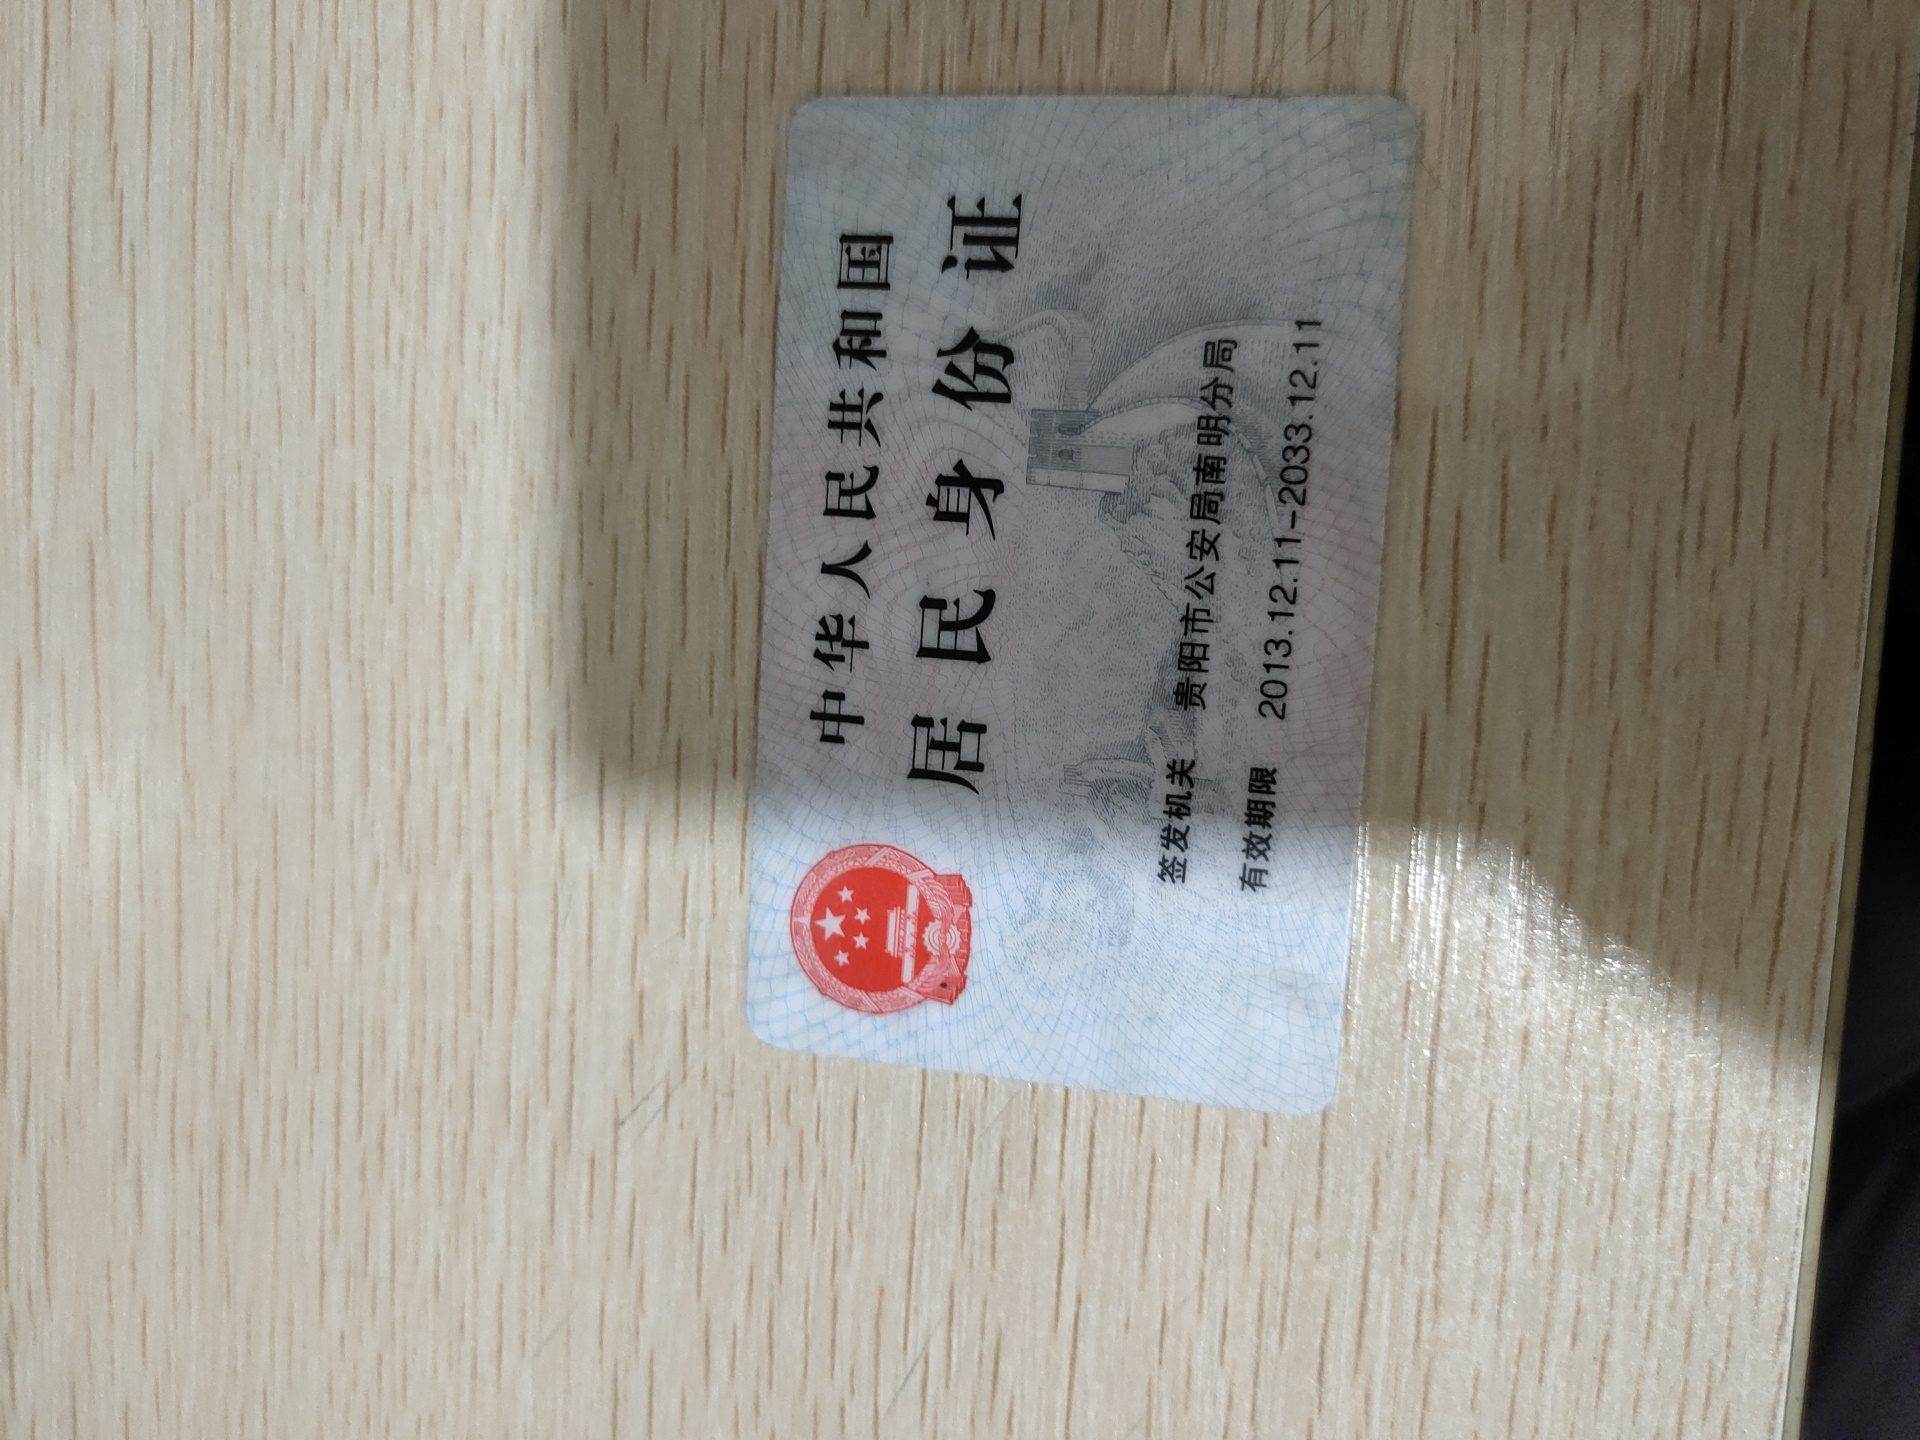 中华人民共和国
居民身份证
签发机关 贵阳市公安局南明分局
有效期限 2013.12.11-2033.12.11